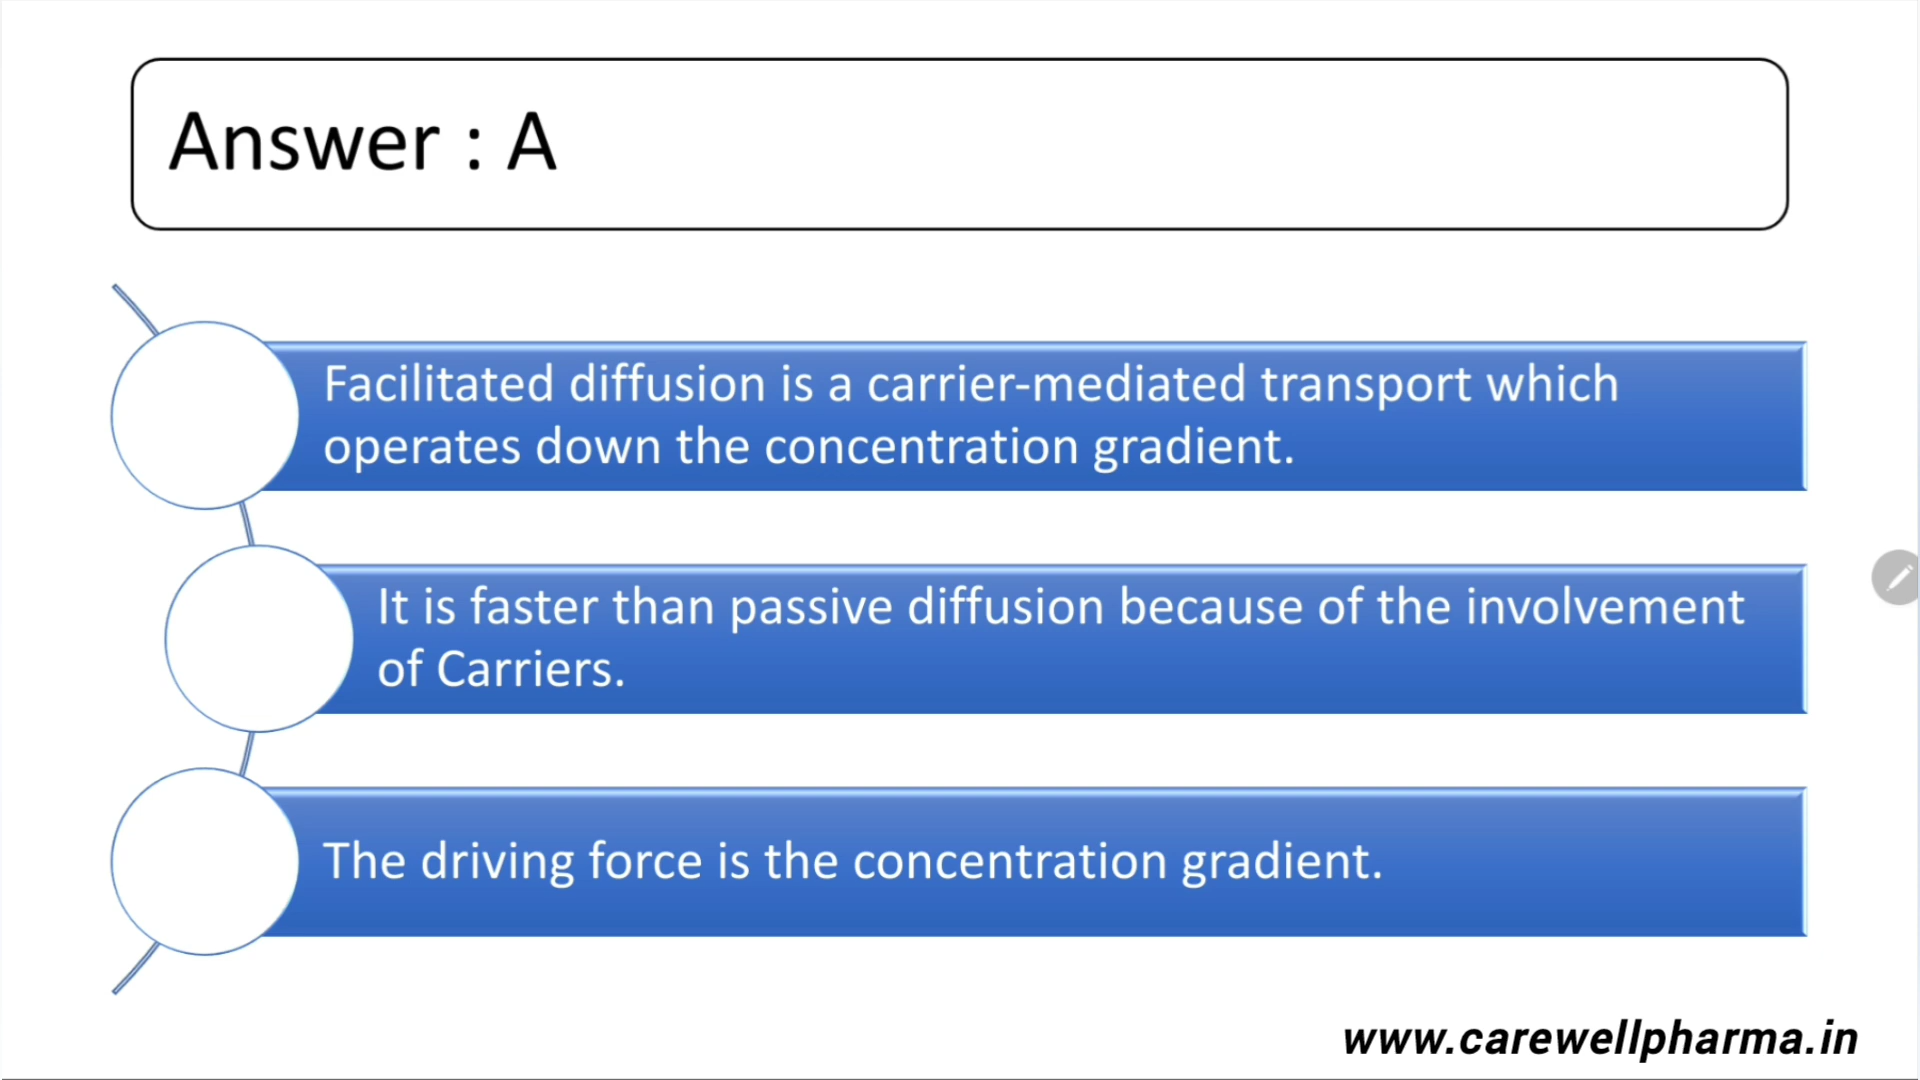 Answer : A
Facilitated diffusion is a carrier-mediated transport which
operates down the concentration gradient.
It is faster than passive diffusion because of the involvement
of Carriers.
The driving force is the concentration gradient.
www.carewellpharma.in